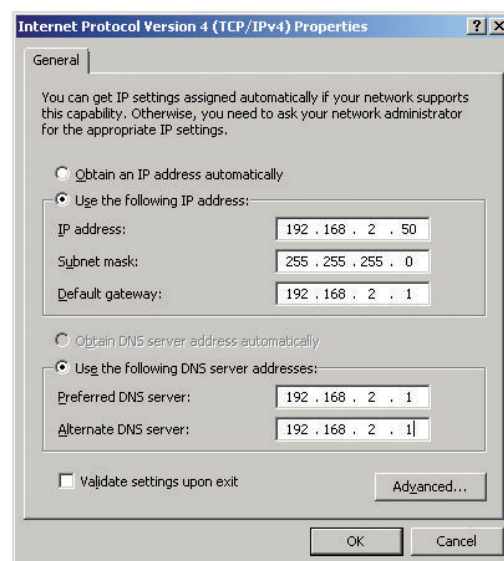 Internet Protocol Version 4 (TCP/IPv4) Properties
General
You can get IP settings assigned automatically if your network supports
this capability. Otherwise, you need to ask your network administrator
for the appropriate IP settings.
Obtain an IP address automatically
Use the following IP address:
IP address: 192 . 168 . 2 . 50
Subnet mask: 255 . 255 . 255 . 0
Default gateway: 192 . 168 . 2 . 1
Obtain DNS server address automatically
Use the following DNS server addresses:
Preferred DNS server: 192 . 168 . 2 . 1
Alternate DNS server: 192 . 168 . 2 . 1
Validate settings upon exit
Advanced...
OK Cancel